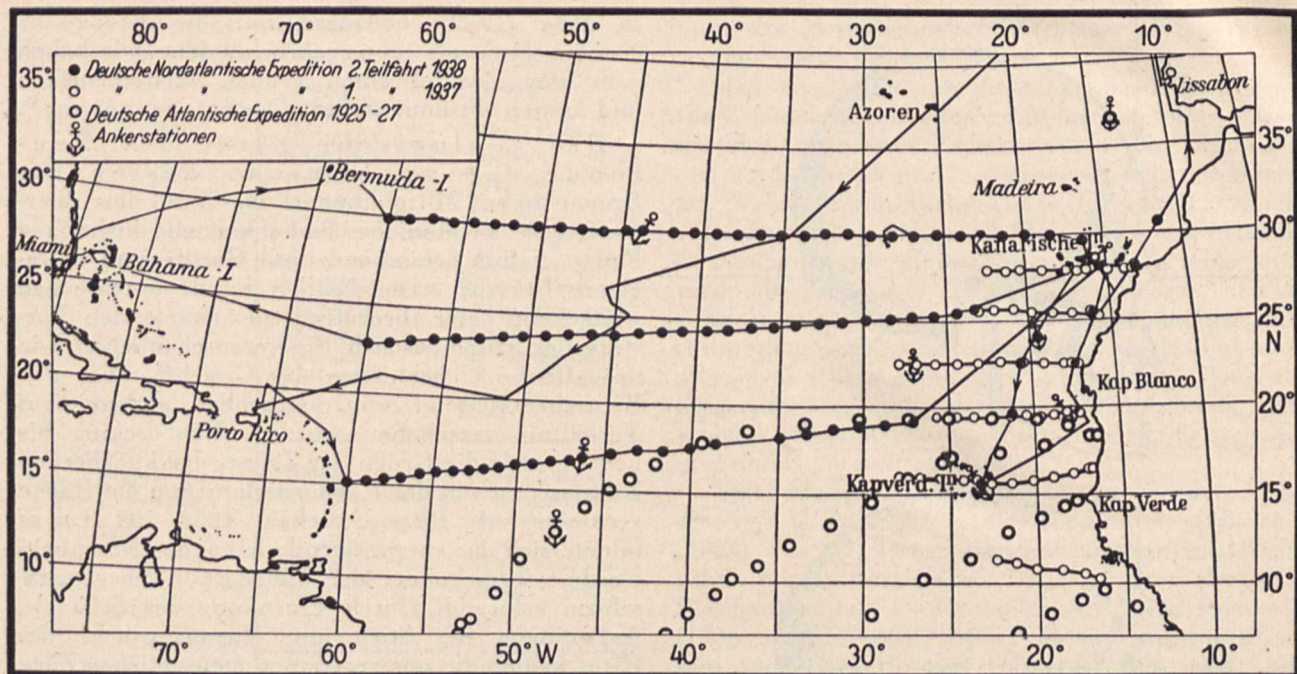 80° 70° 60° 50° 40° 30° 20° 10°
35°
● Deutsche Nordatlantische Expedition 2. Teilfahrt 1938
○ " " " 1. " 1937
○ Deutsche Atlantische Expedition 1925-27
Ankerstationen
Lissabon
Azoren
35°
Madeira
30°
Bermuda-I.
30°
Miami
Kanarische I.
25°
Bahama-I.
25°
N
20°
Kap Blanco
20°
Porto Rico
15°
Kapverd. I.
15°
Kap Verde
10°
10°
70° 60° 50° 40° 30° 20° 10°